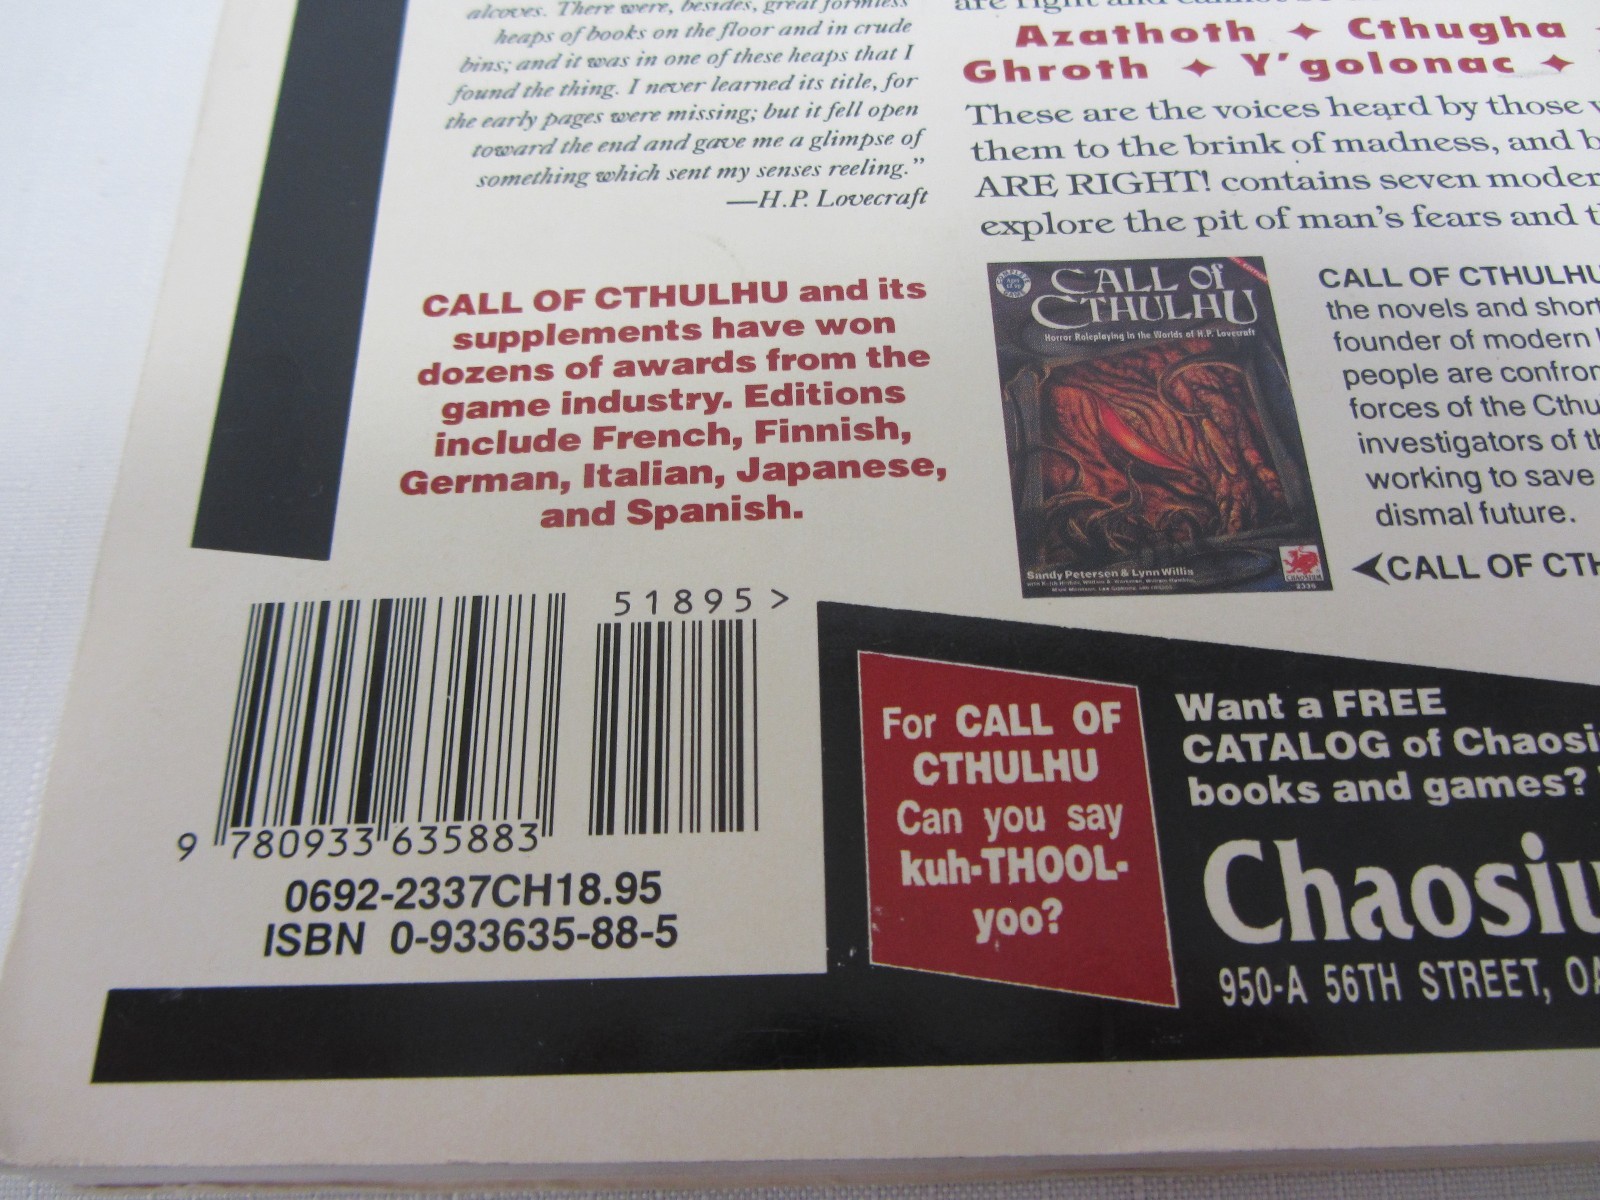 alcoves. There were, besides, great formless
heaps of books on the floor and in crude
bins; and it was in one of these heaps that I
found the thing. I never learned its title, for
the early pages were missing; but it fell open
toward the end and gave me a glimpse of
something which sent my senses reeling."
—H.P. Lovecraft
CALL OF CTHULHU and its
supplements have won
dozens of awards from the
game industry. Editions
include French, Finnish,
German, Italian, Japanese,
and Spanish.
51895 >
9 780933 635883
0692-2337CH18.95
ISBN 0-933635-88-5
are right and cannot
Azathoth ✦ Cthugha
Ghroth ✦ Y'golonac ✦
These are the voices heard by those
them to the brink of madness, and
ARE RIGHT! contains seven moder
explore the pit of man's fears and
CALL OF
CTHULHU
Horror Roleplaying in the Worlds of H.P. Lovecraft
Sandy Petersen & Lynn Willis
CHAOSIUM
2336
CALL OF CTHULHU
the novels and short
founder of modern
people are confron
forces of the Cthu
investigators of th
working to save
dismal future.
CALL OF CTH
For CALL OF
CTHULHU
Can you say
kuh-THOOL-
yoo?
Want a FREE
CATALOG of Chaosi
books and games?
Chaosiu
950-A 56TH STREET, OA